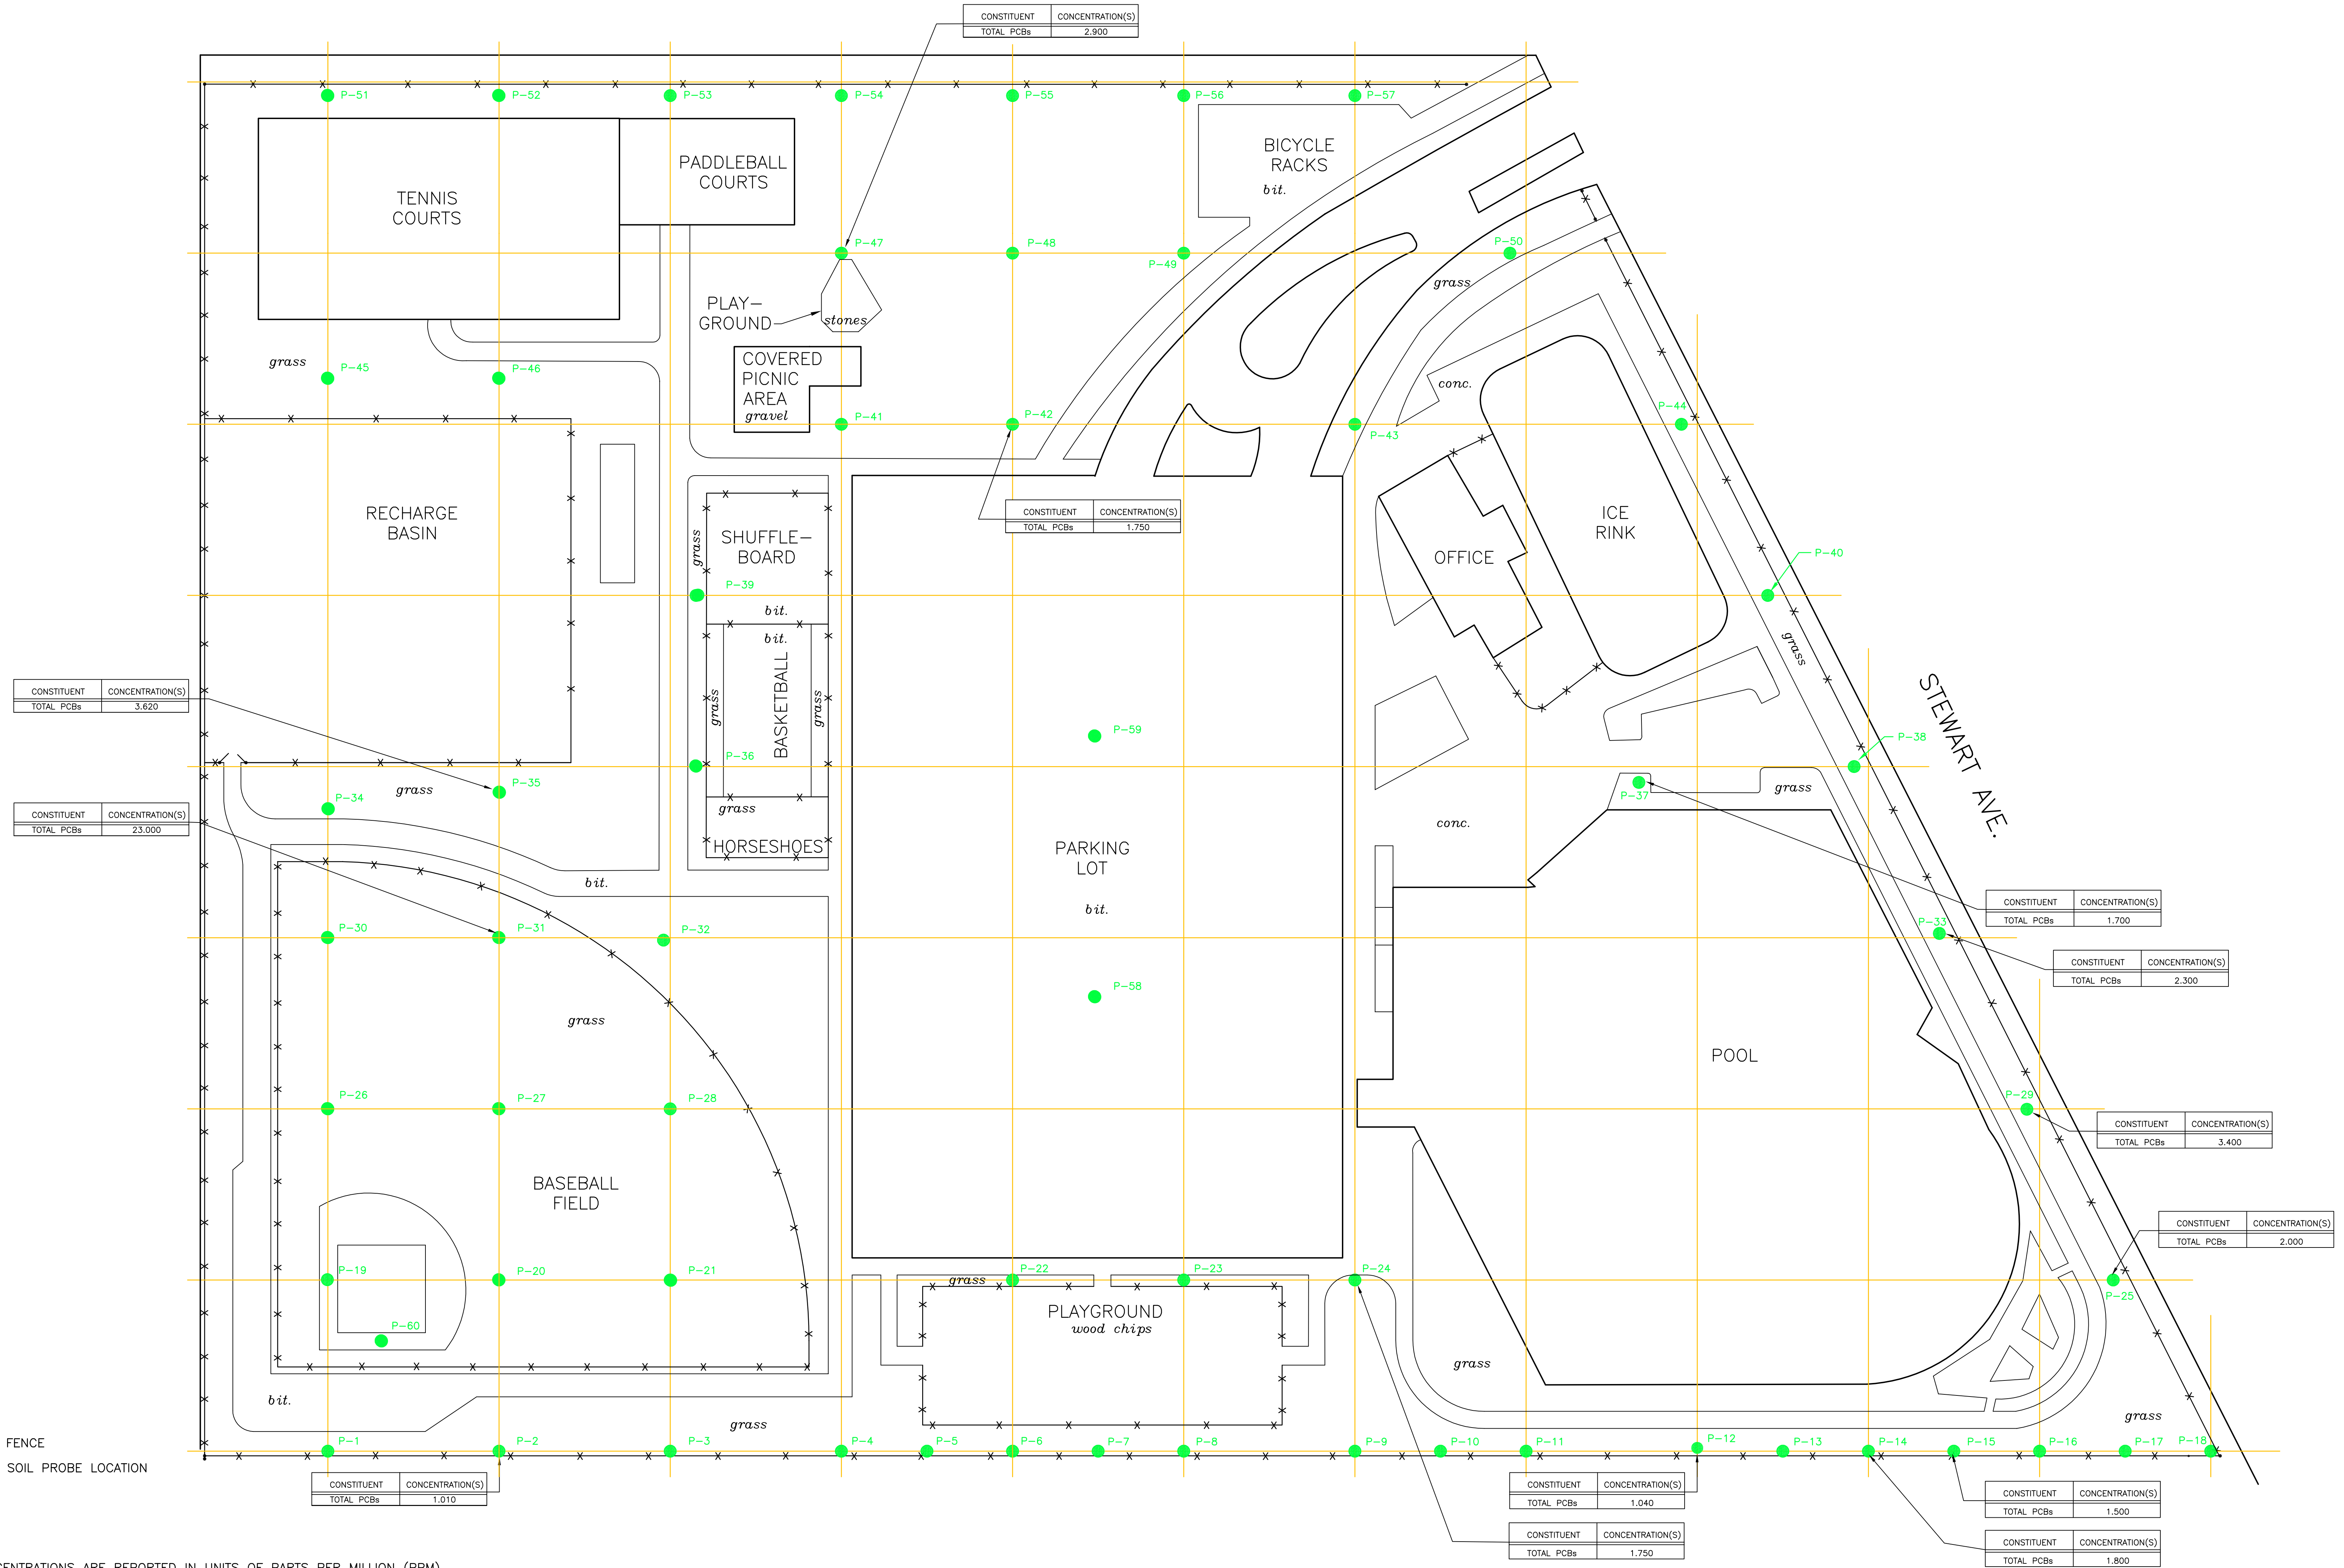 CONSTITUENT CONCENTRATION(S)
TOTAL PCBs 2.900
P-51 P-52 P-53 P-54 P-55 P-56 P-57
TENNIS
COURTS
PADDLEBALL
COURTS
BICYCLE
RACKS
bit.
P-47 P-48 P-49 P-50
grass
PLAY-
GROUND
stones
grass
P-45 P-46
COVERED
PICNIC
AREA
gravel
P-41 P-42 P-43 P-44
conc.
CONSTITUENT CONCENTRATION(S)
TOTAL PCBs 1.750
RECHARGE
BASIN
grass
SHUFFLE-
BOARD
OFFICE
ICE
RINK
P-39
P-40
bit.
bit.
grass
BASKETBALL
grass
grass
STEWART AVE.
CONSTITUENT CONCENTRATION(S)
TOTAL PCBs 3.620
P-59
P-38
P-36
P-37
P-35
P-34
grass
grass
grass
conc.
CONSTITUENT CONCENTRATION(S)
TOTAL PCBs 23.000
HORSESHOES
PARKING
LOT
bit.
bit.
CONSTITUENT CONCENTRATION(S)
TOTAL PCBs 1.700
P-30 P-31 P-32 P-33
CONSTITUENT CONCENTRATION(S)
TOTAL PCBs 2.300
P-58
grass
POOL
P-26 P-27 P-28 P-29
CONSTITUENT CONCENTRATION(S)
TOTAL PCBs 3.400
BASEBALL
FIELD
CONSTITUENT CONCENTRATION(S)
TOTAL PCBs 2.000
P-19 P-20 P-21 P-22 P-23 P-24 P-25
grass
PLAYGROUND
wood chips
P-60
grass
bit.
grass
grass
P-1 P-2 P-3 P-4 P-5 P-6 P-7 P-8 P-9 P-10 P-11 P-12 P-13 P-14 P-15 P-16 P-17 P-18
FENCE
SOIL PROBE LOCATION
CONSTITUENT CONCENTRATION(S)
TOTAL PCBs 1.010
CONSTITUENT CONCENTRATION(S)
TOTAL PCBs 1.040
CONSTITUENT CONCENTRATION(S)
TOTAL PCBs 1.500
CONSTITUENT CONCENTRATION(S)
TOTAL PCBs 1.750
CONSTITUENT CONCENTRATION(S)
TOTAL PCBs 1.800
ARE REPORTED IN UNITS OF PARTS PER MILLION (PPM)